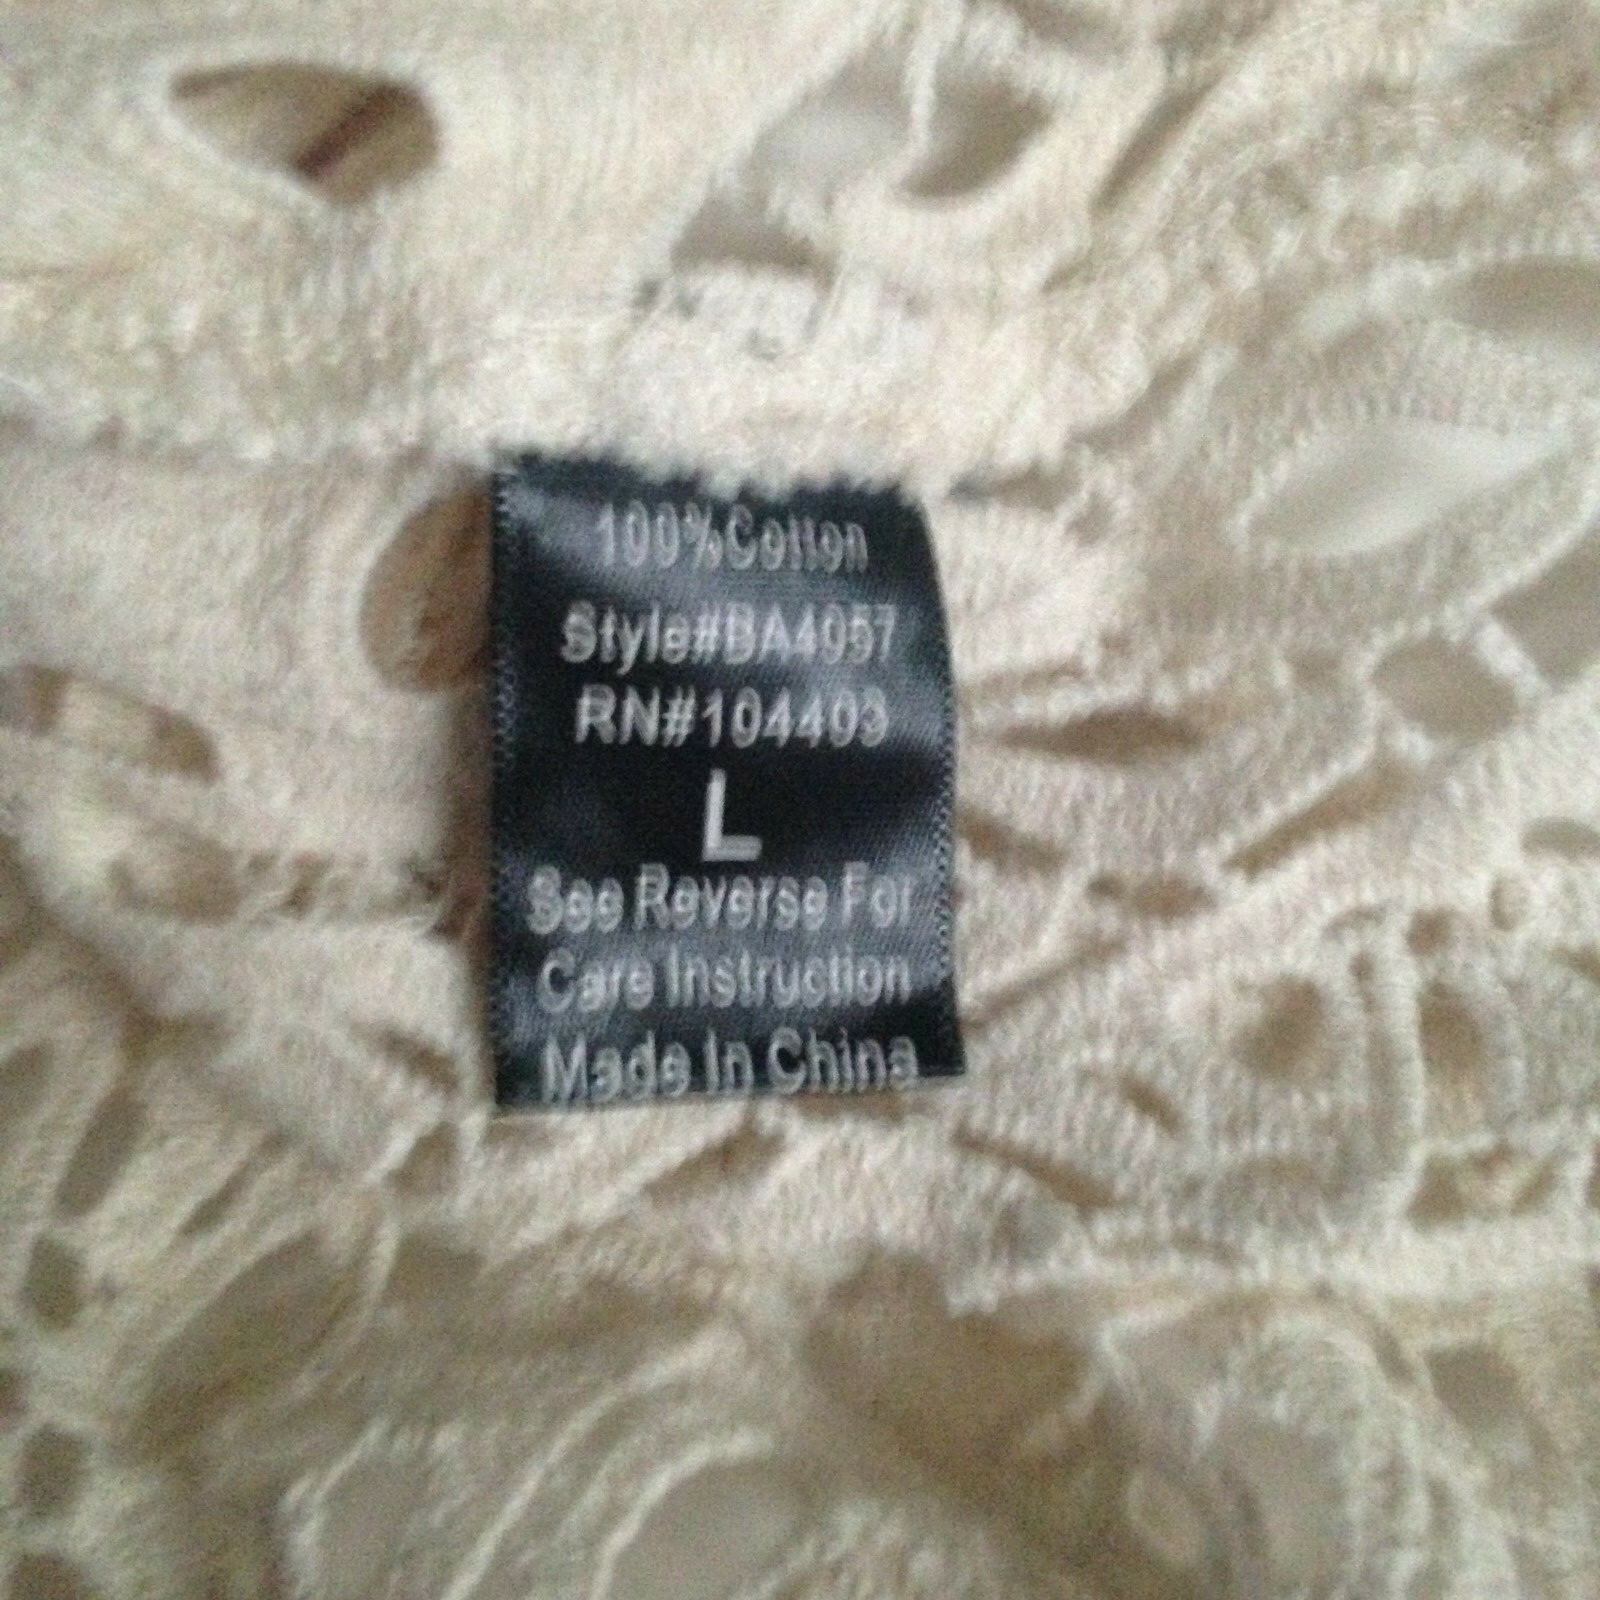 100%Cotton
Style#BA4057
RN#104403
L
See Reverse For
Care Instruction
Made In China